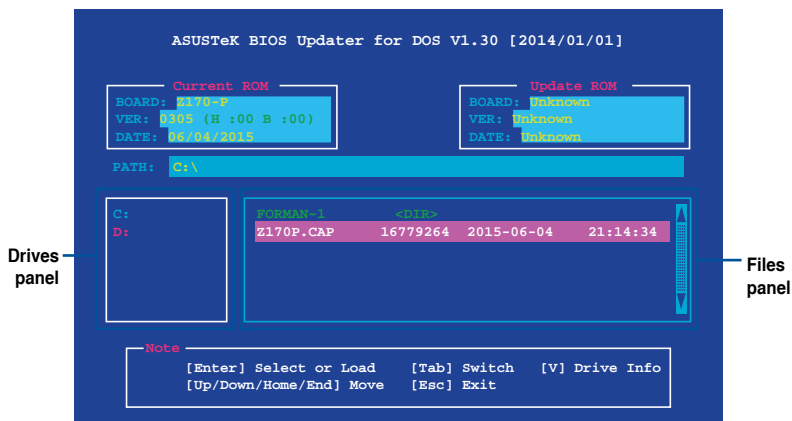 ASUSTeK BIOS Updater for DOS V1.30 [2014/01/01]
Current ROM
BOARD: Z170-P
VER: 0305 (H :00 B :00)
DATE: 06/04/2015
Update ROM
BOARD: Unknown
VER: Unknown
DATE: Unknown
PATH: C:\
C:
D:
FORMAN~1 <DIR>
Z170P.CAP 16779264 2015-06-04 21:14:34
Drives
panel
Files
panel
Note
[Enter] Select or Load [Tab] Switch [V] Drive Info
[Up/Down/Home/End] Move [Esc] Exit